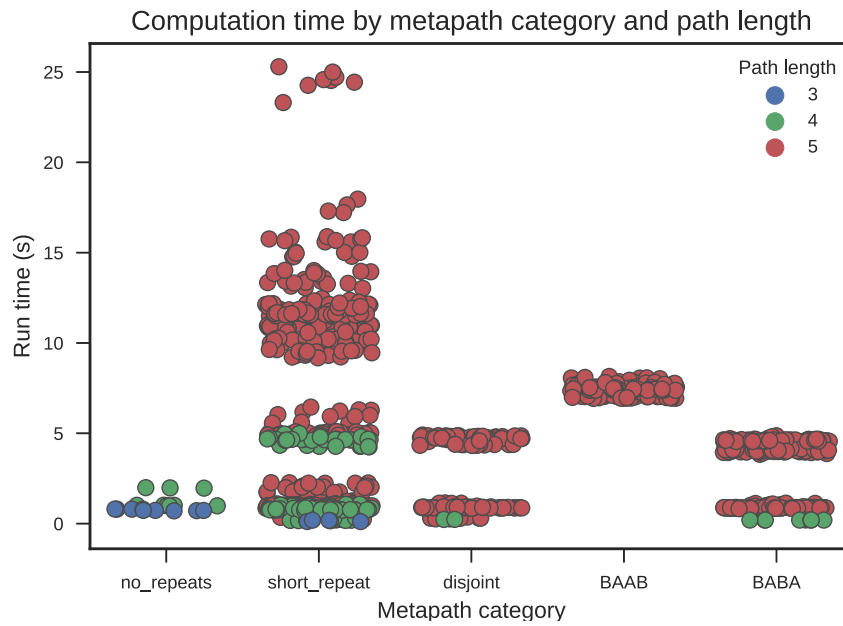 Computation time by metapath category and path length
Path length
3
4
5
25
20
15
10
5
0
Run time (s)
no_repeats
short_repeat
disjoint
BAAB
BABA
Metapath category